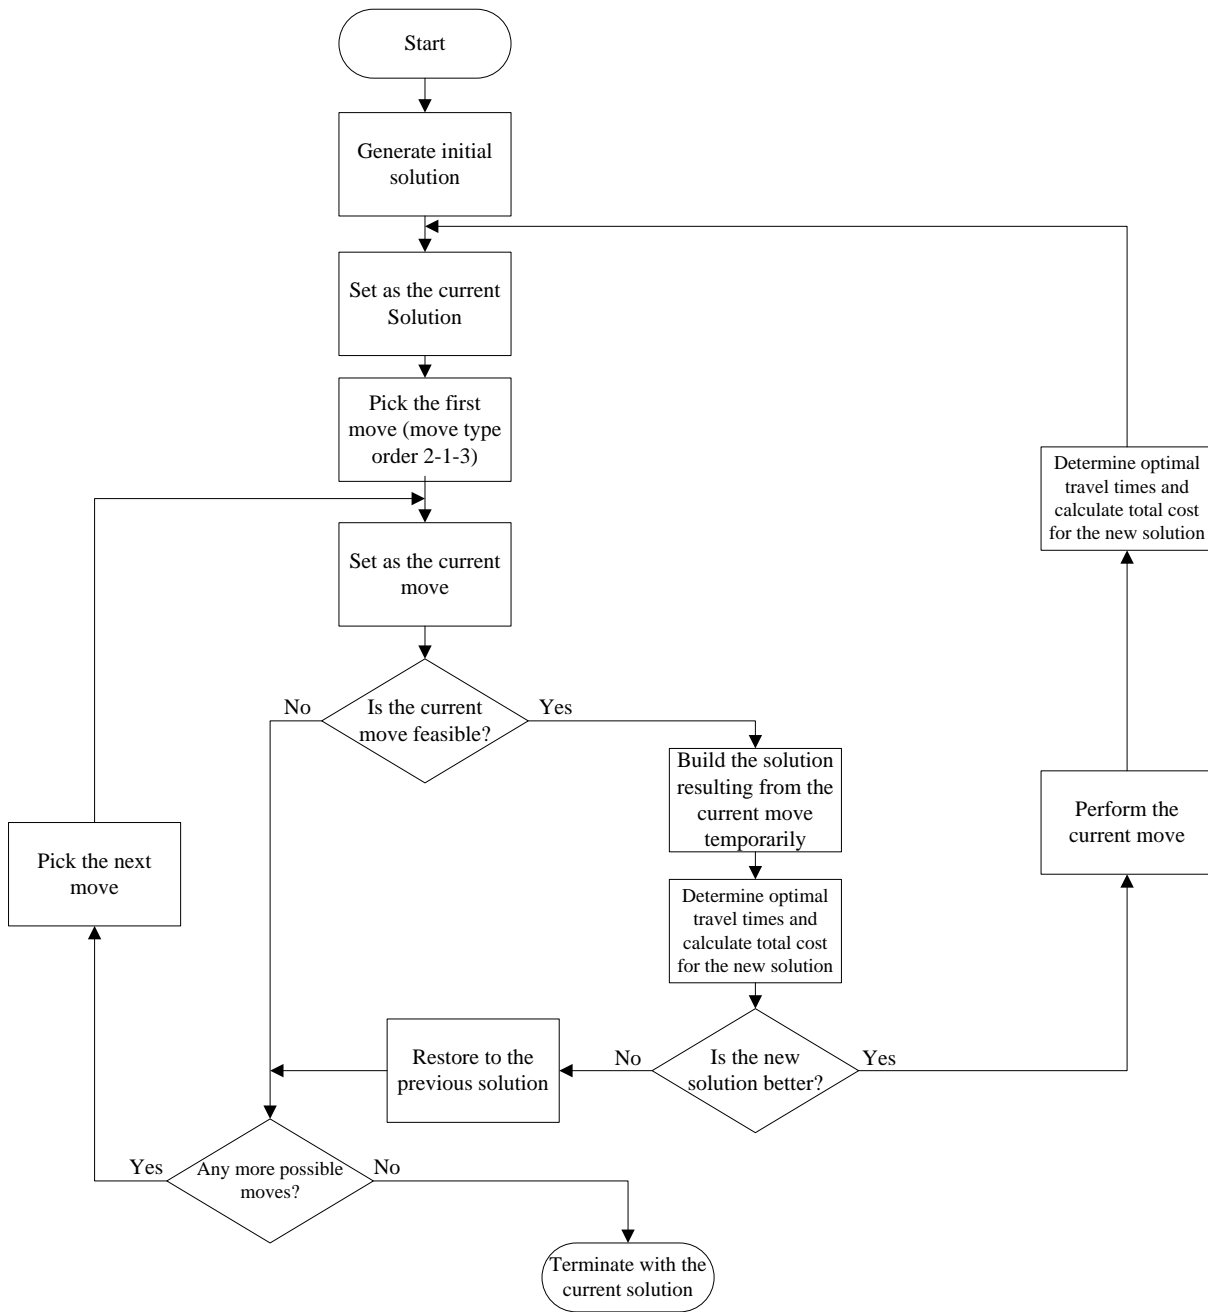 Start
Generate initial
solution
Set as the current
Solution
Pick the first
move (move type
order 2-1-3)
Determine optimal
travel times and
calculate total cost
for the new solution
Set as the current
move
No
Is the current
move feasible?
Yes
Build the solution
resulting from the
current move
temporarily
Perform the
current move
Pick the next
move
Determine optimal
travel times and
calculate total cost
for the new solution
Restore to the
previous solution
No
Is the new
solution better?
Yes
Yes
Any more possible
moves?
No
Terminate with the
current solution